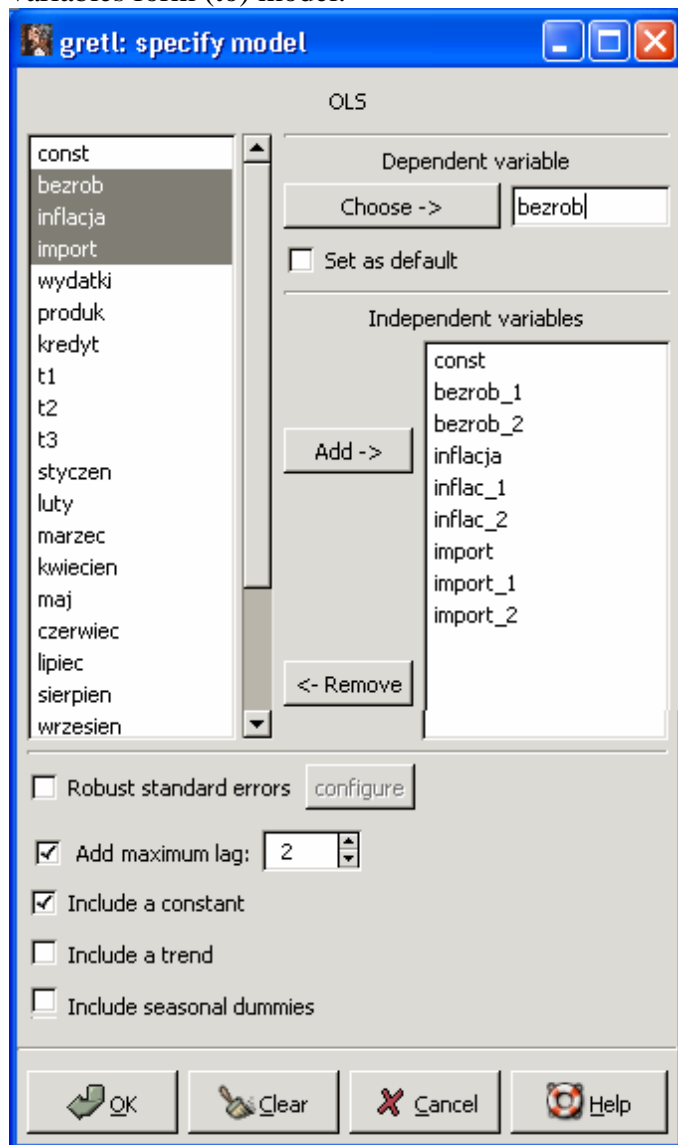 variables form (to) model.
gretl: specify model
OLS
const
bezrob
inflacja
import
wydatki
produk
kredyt
t1
t2
t3
styczen
luty
marzec
kwiecien
maj
czerwiec
lipiec
sierpien
wrzesien
Dependent variable
Choose ->
bezrob
Set as default
Independent variables
Add ->
<- Remove
const
bezrob_1
bezrob_2
inflacja
inflac_1
inflac_2
import
import_1
import_2
Robust standard errors configure
Add maximum lag: 2
Include a constant
Include a trend
Include seasonal dummies
OK Clear Cancel Help